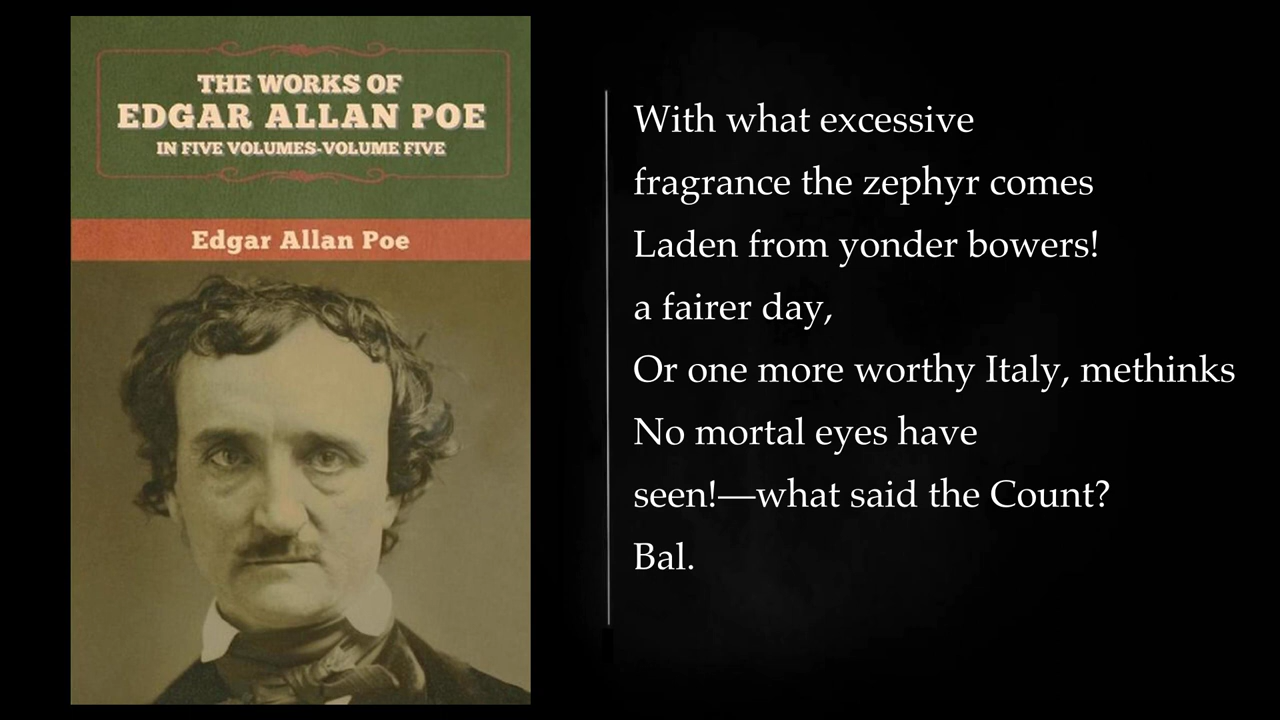 THE WORKS OF
EDGAR ALLAN POE
IN FIVE VOLUMES-VOLUME FIVE
Edgar Allan Poe
With what excessive
fragrance the zephyr comes
Laden from yonder bowers!
a fairer day,
Or one more worthy Italy, methinks
No mortal eyes have
seen!—what said the Count?
Bal.